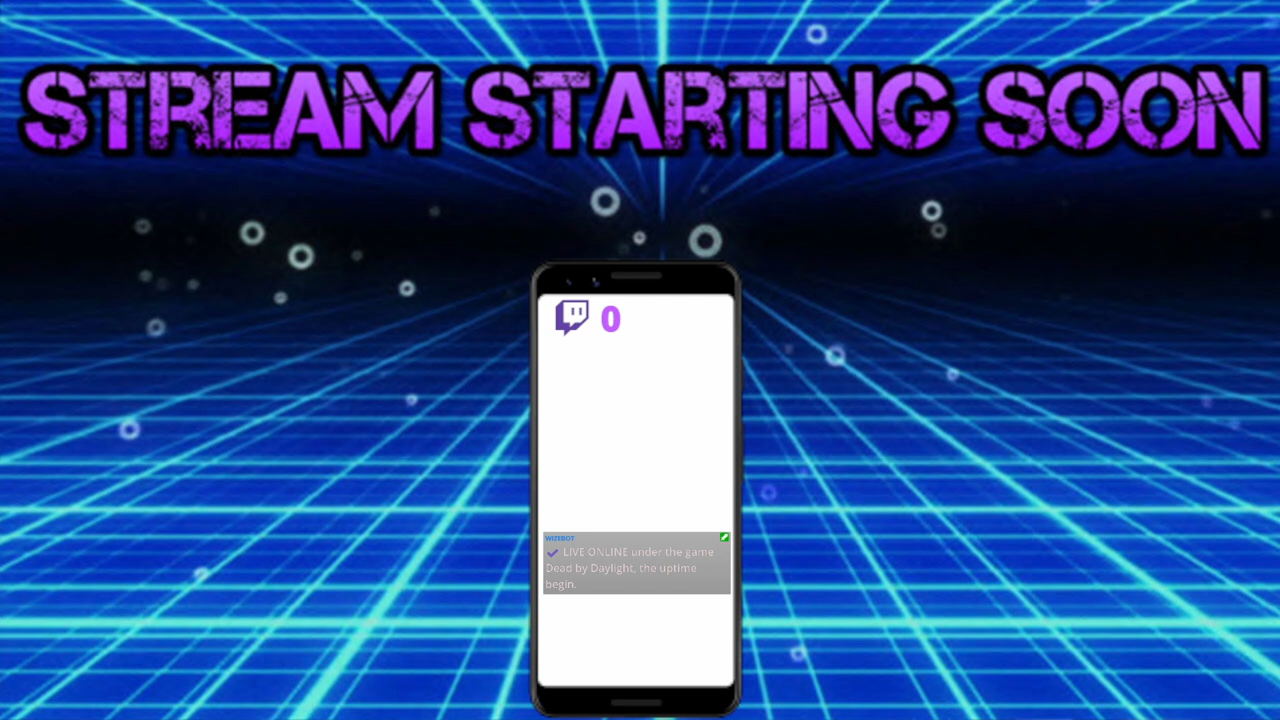 STREAM STARTING SOON
0
WIZEBOT
LIVE ONLINE under the game
Dead by Daylight, the uptime
begin.